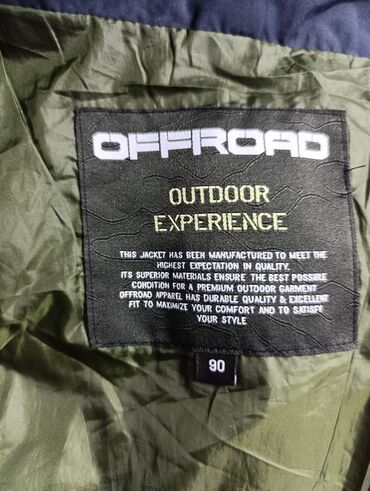 OFFROAD
OUTDOOR
EXPERIENCE
THIS JACKET HAS BEEN MANUFACTURED TO MEET THE
HIGHEST EXPECTATION IN QUALITY.
ITS SUPERIOR MATERIALS ENSURE THE BEST POSSIBLE
CONDITION FOR A PREMIUM OUTDOOR GARMENT
OFFROAD APPAREL HAS DURABLE QUALITY & EXCELLENT
FIT TO MAXIMIZE YOUR COMFORT AND TO SATISFY
YOUR STYLE
90